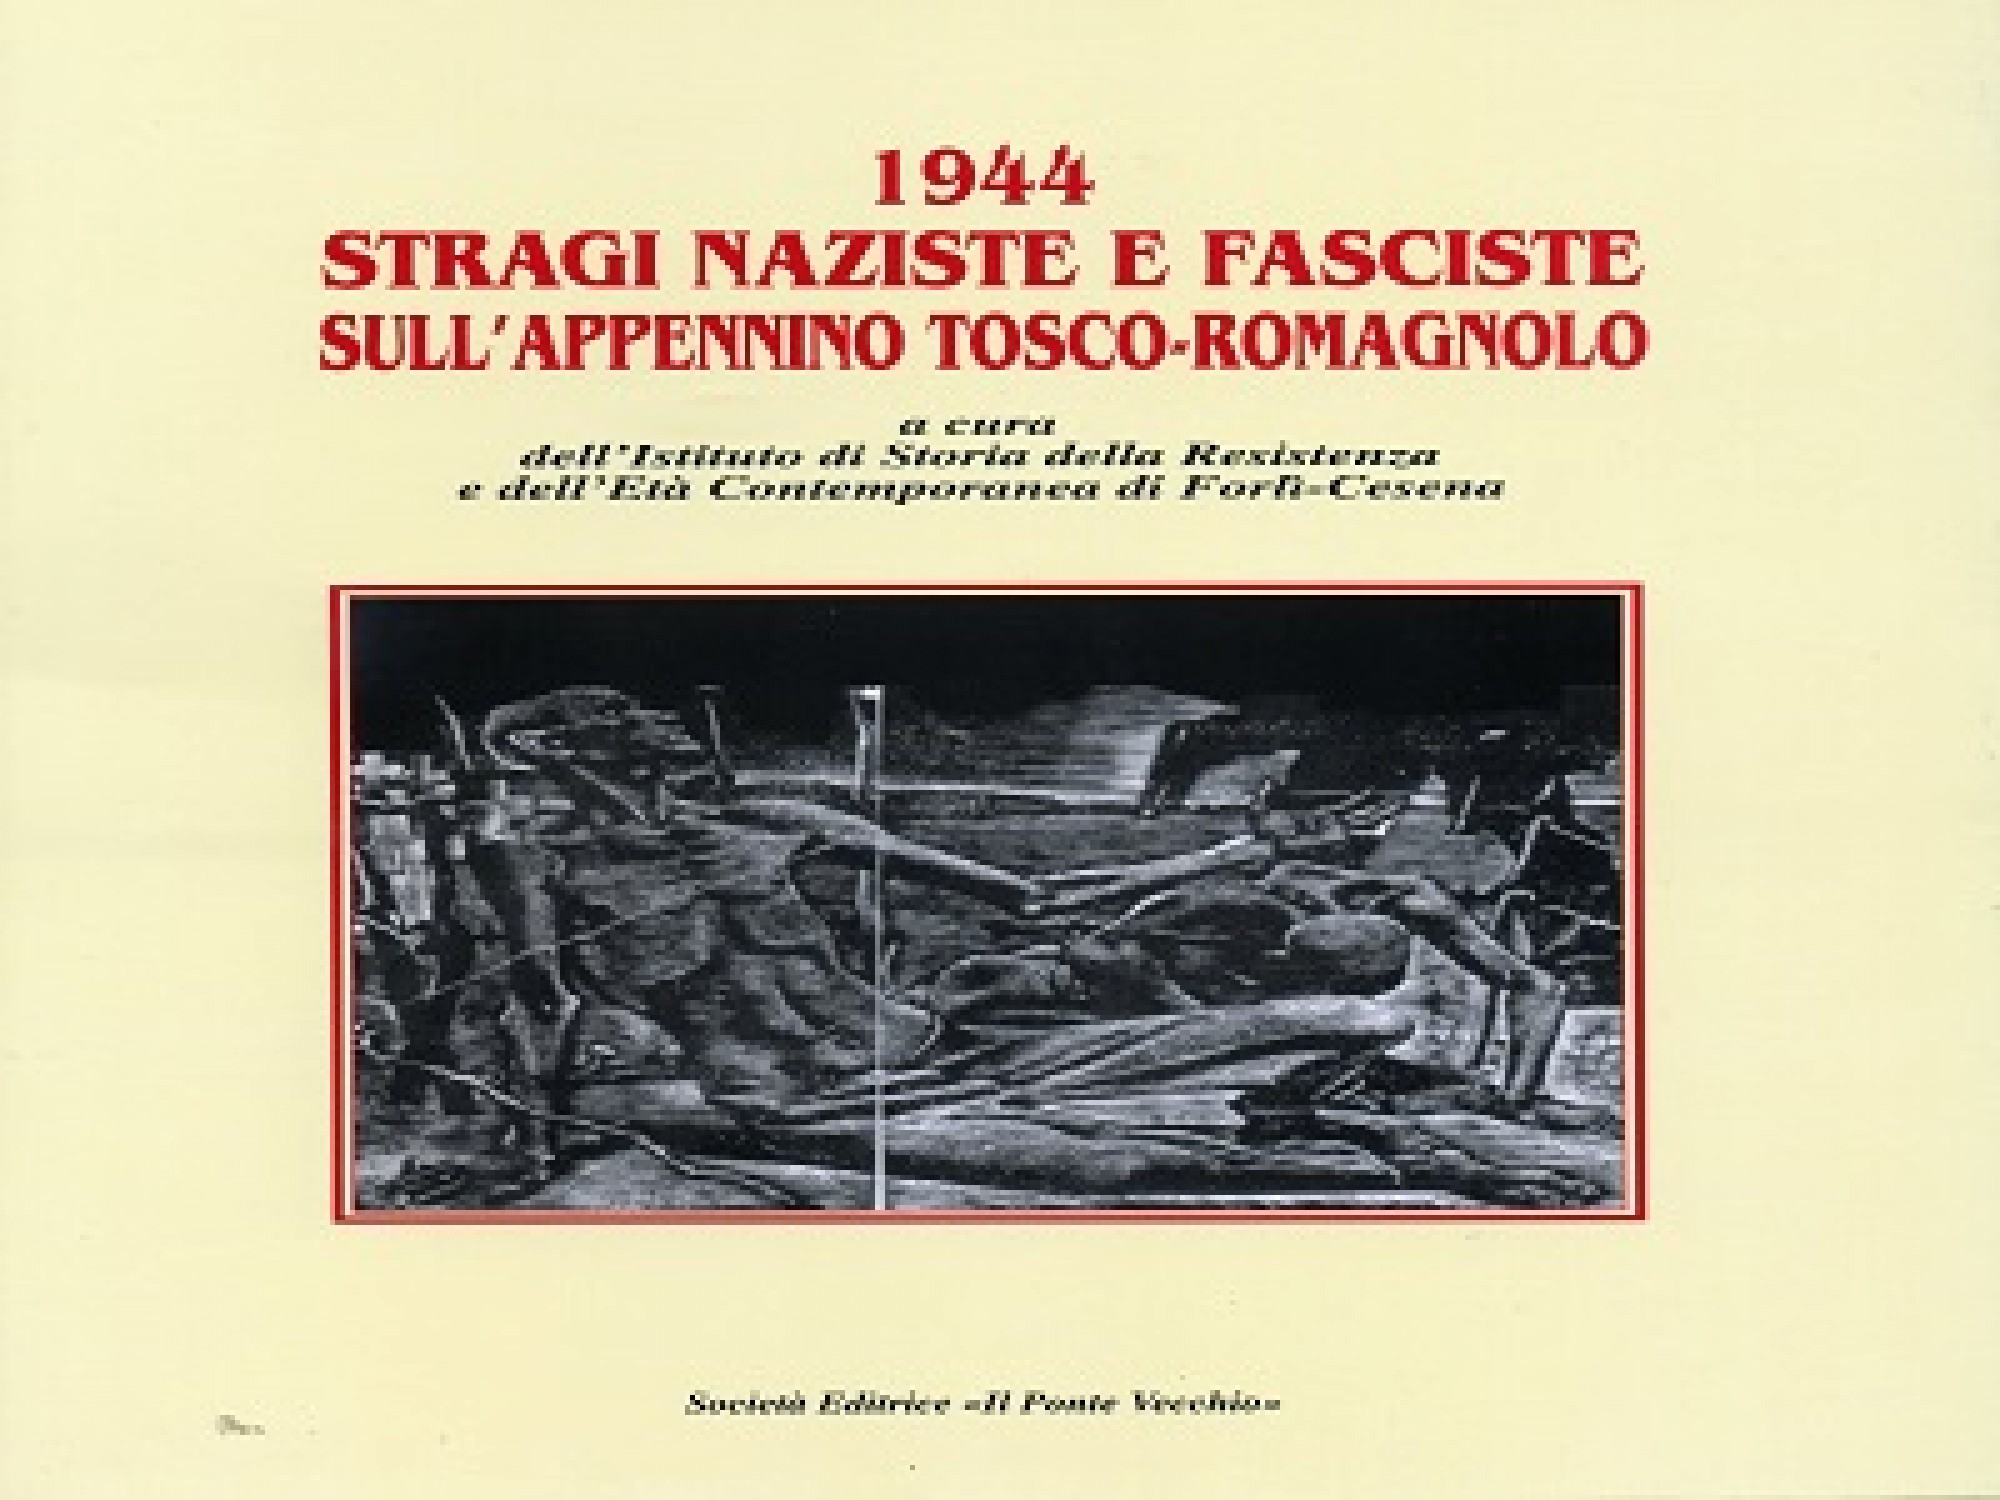 1944
STRAGI NAZISTE E FASCISTE
SULL'APPENNINO TOSCO-ROMAGNOLO
a cura
dell'Istituto di Storia della Resistenza
e dell'Età Contemporanea di Forlì-Cesena
Società Editrice «Il Ponte Vecchio»